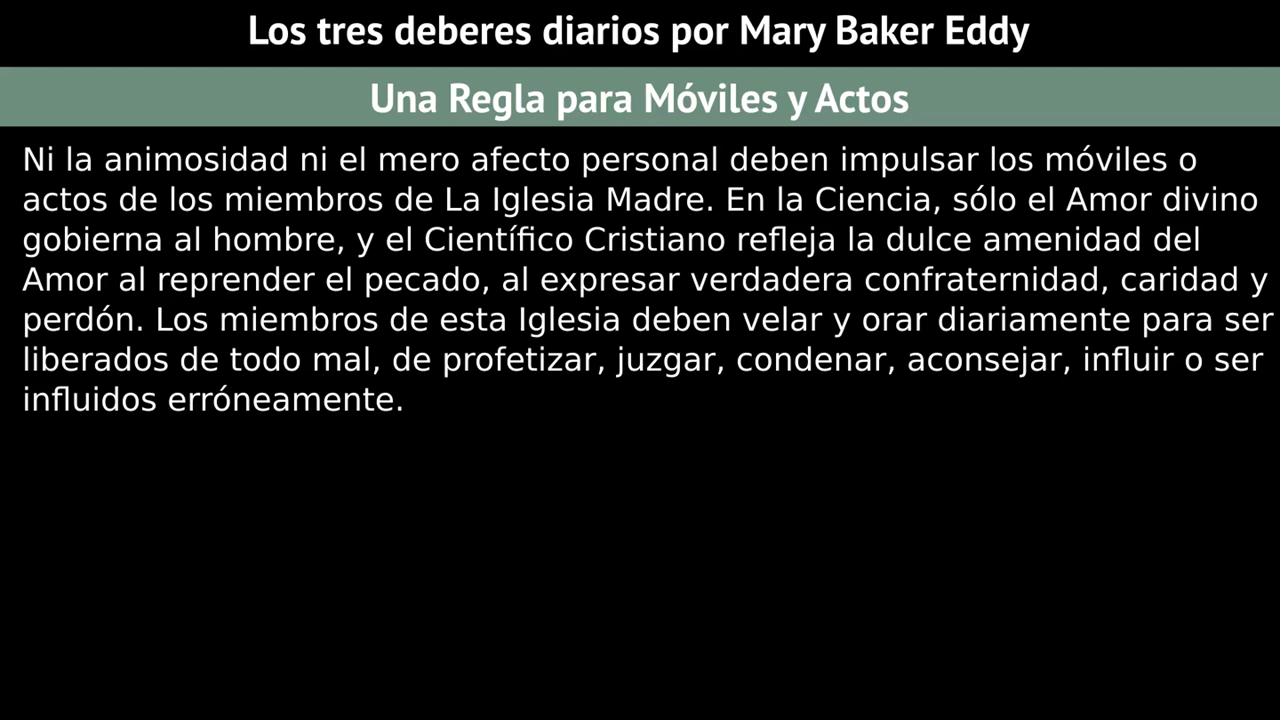 Los tres deberes diarios por Mary Baker Eddy
Una Regla para Móviles y Actos
Ni la animosidad ni el mero afecto personal deben impulsar los móviles o
actos de los miembros de La Iglesia Madre. En la Ciencia, sólo el Amor divino
gobierna al hombre, y el Científico Cristiano refleja la dulce amenidad del
Amor al reprender el pecado, al expresar verdadera confraternidad, caridad y
perdón. Los miembros de esta Iglesia deben velar y orar diariamente para ser
liberados de todo mal, de profetizar, juzgar, condenar, aconsejar, influir o ser
influidos erróneamente.